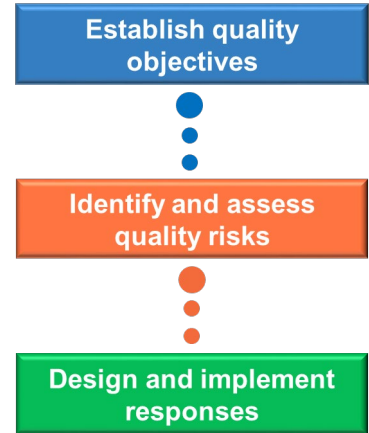 Establish quality
objectives
Identify and assess
quality risks
Design and implement
responses